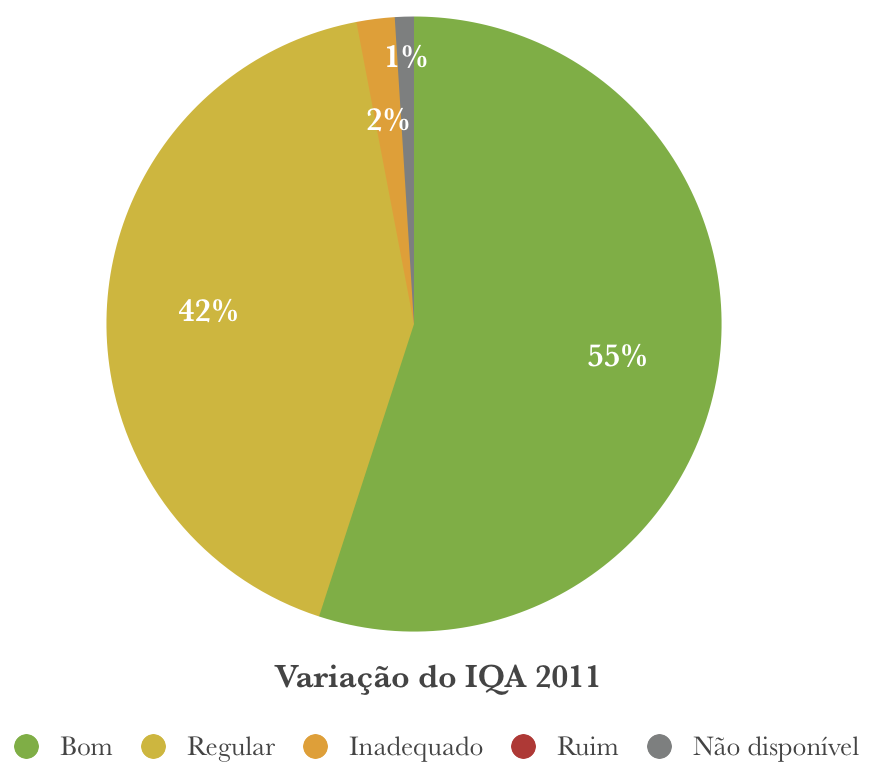 1%
2%
42%
55%
Variação do IQA 2011
Bom Regular Inadequado Ruim Não disponível